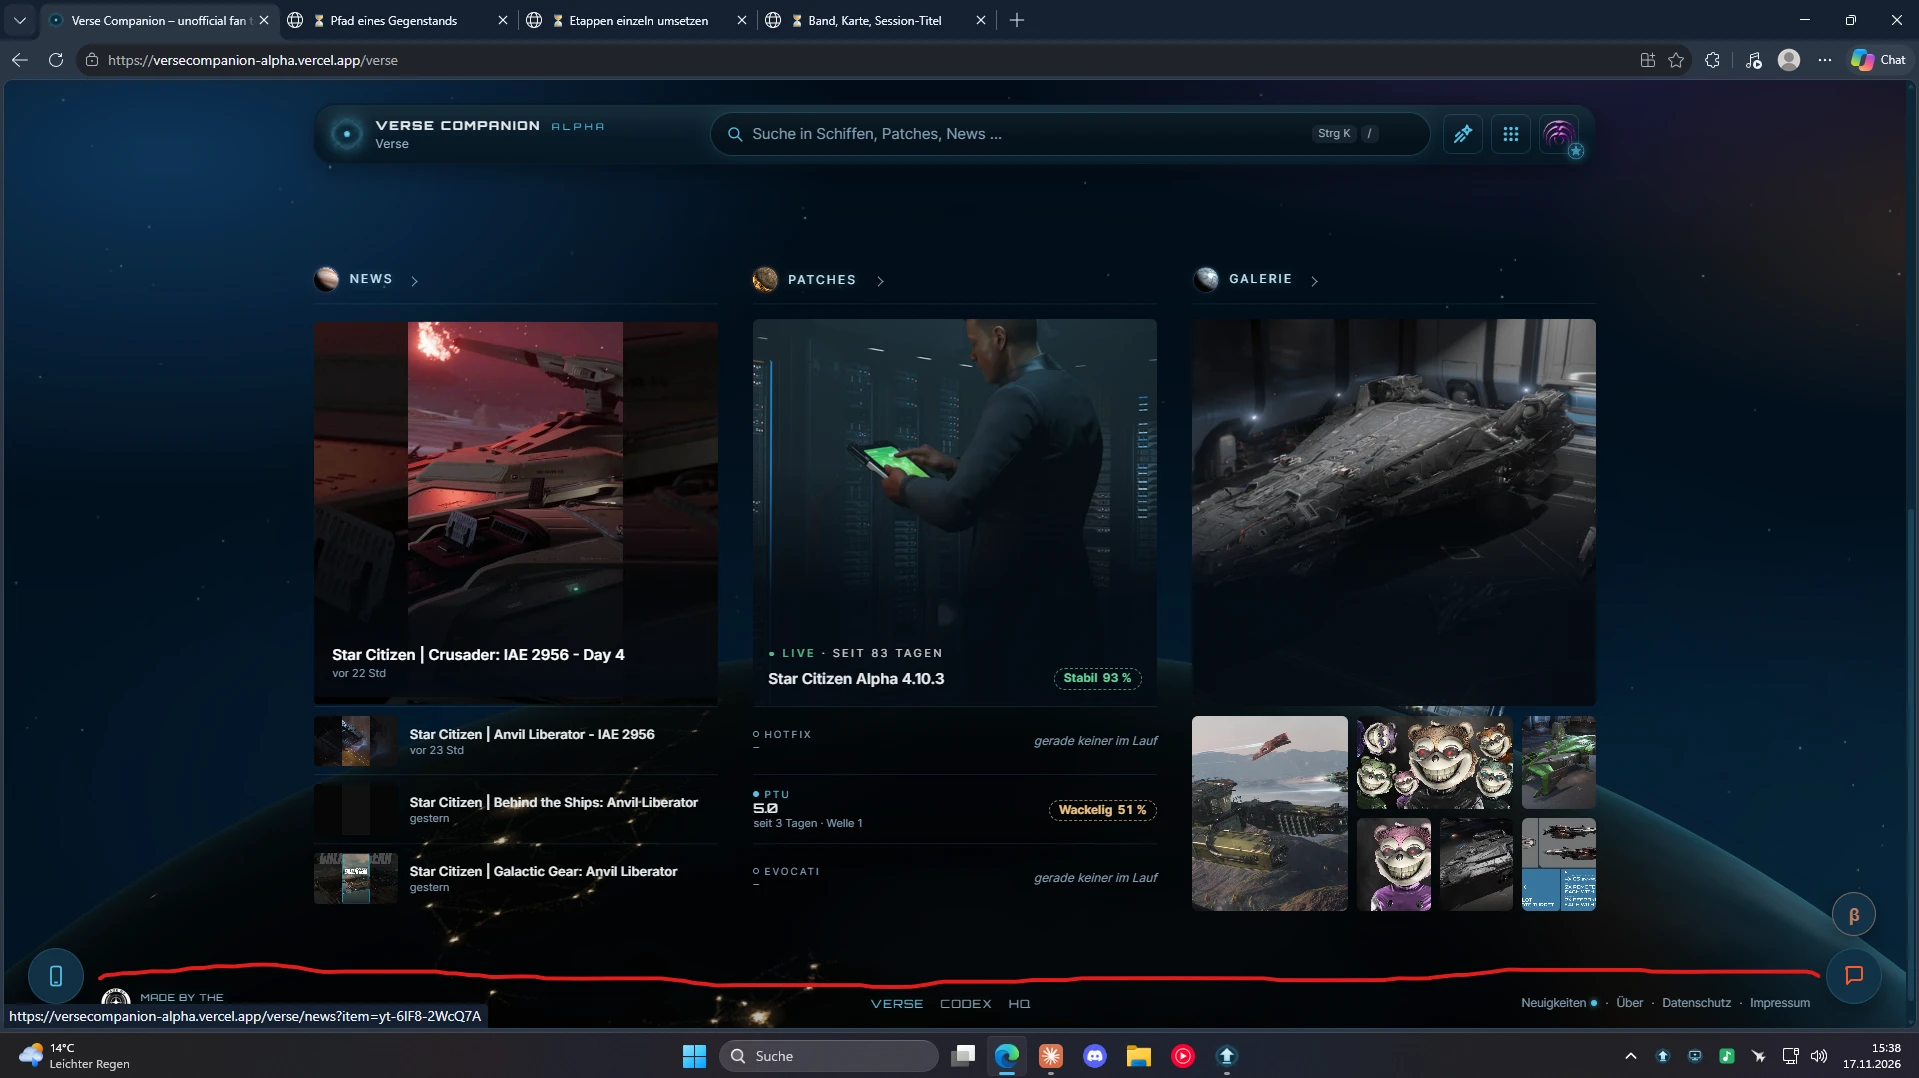 Verse Companion – unofficial fan t
Pfad eines Gegenstands
Etappen einzeln umsetzen
Band, Karte, Session-Titel
https://versecompanion-alpha.vercel.app/verse
Chat
VERSE COMPANION ALPHA
Verse
Suche in Schiffen, Patches, News ...
Strg K
/
NEWS
PATCHES
GALERIE
Star Citizen | Crusader: IAE 2956 - Day 4
vor 22 Std
Star Citizen | Anvil Liberator - IAE 2956
vor 23 Std
Star Citizen | Behind the Ships: Anvil Liberator
gestern
Star Citizen | Galactic Gear: Anvil Liberator
gestern
LIVE · SEIT 83 TAGEN
Star Citizen Alpha 4.10.3
Stabil 93 %
HOTFIX
–
gerade keiner im Lauf
PTU
5.0
seit 3 Tagen · Welle 1
Wackelig 51 %
EVOCATI
–
gerade keiner im Lauf
β
MADE BY THE
VERSE CODEX HQ
Neuigkeiten · Über · Datenschutz · Impressum
https://versecompanion-alpha.vercel.app/verse/news?item=yt-6lF8-2WcQ7A
14°C
Leichter Regen
Suche
15:38
17.11.2026